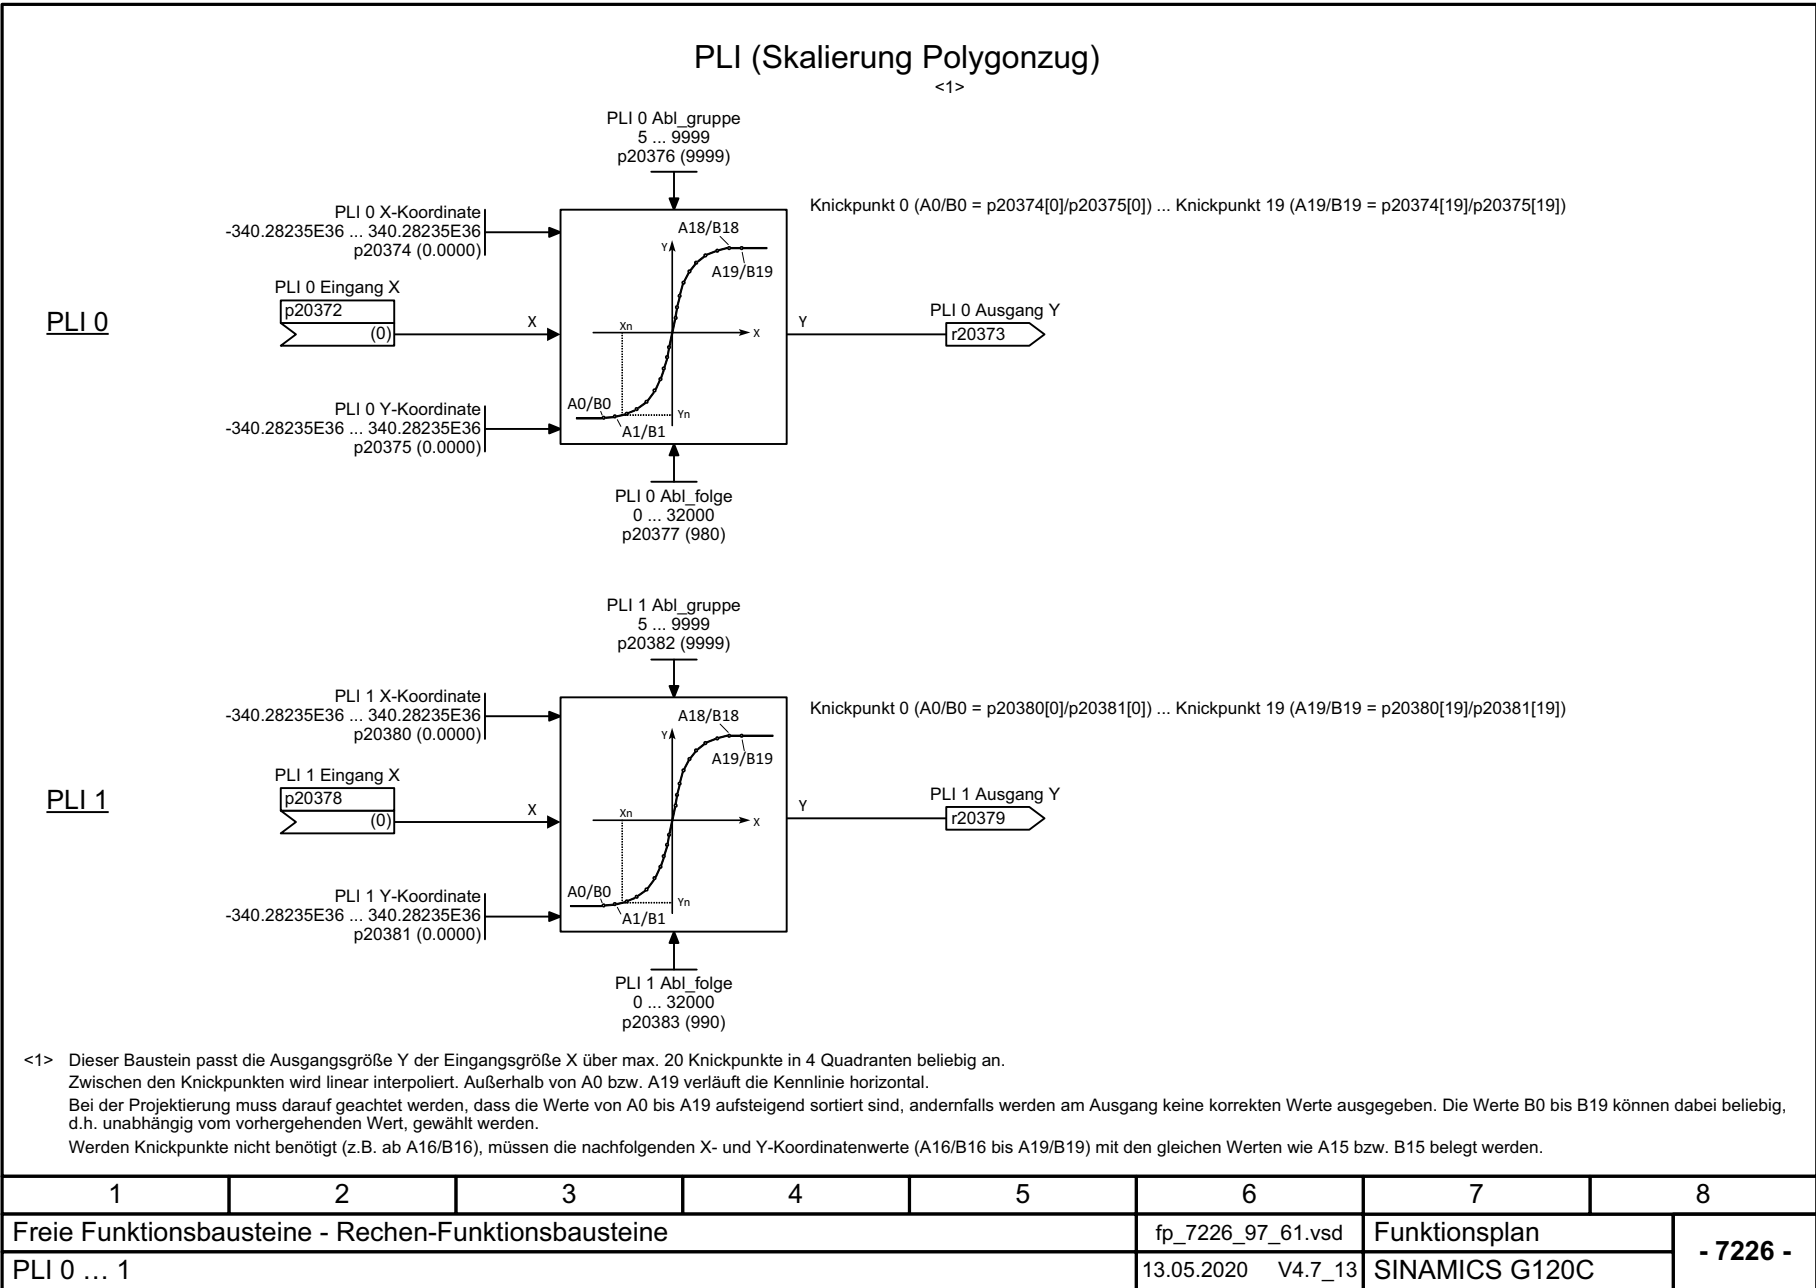 PLI (Skalierung Polygonzug)
<1>
PLI 0 Abl_gruppe
5 ... 9999
p20376 (9999)
PLI 0 X-Koordinate
-340.28235E36 ... 340.28235E36
p20374 (0.0000)
Knickpunkt 0 (A0/B0 = p20374[0]/p20375[0]) ... Knickpunkt 19 (A19/B19 = p20374[19]/p20375[19])
A18/B18
Y
A19/B19
PLI 0
PLI 0 Eingang X
p20372
(0)
X
Xn
X
Y
PLI 0 Ausgang Y
r20373
PLI 0 Y-Koordinate
-340.28235E36 ... 340.28235E36
p20375 (0.0000)
A0/B0
Yn
A1/B1
PLI 0 Abl_folge
0 ... 32000
p20377 (980)
PLI 1 Abl_gruppe
5 ... 9999
p20382 (9999)
PLI 1 X-Koordinate
-340.28235E36 ... 340.28235E36
p20380 (0.0000)
Knickpunkt 0 (A0/B0 = p20380[0]/p20381[0]) ... Knickpunkt 19 (A19/B19 = p20380[19]/p20381[19])
A18/B18
Y
A19/B19
PLI 1
PLI 1 Eingang X
p20378
(0)
X
Xn
X
Y
PLI 1 Ausgang Y
r20379
PLI 1 Y-Koordinate
-340.28235E36 ... 340.28235E36
p20381 (0.0000)
A0/B0
Yn
A1/B1
PLI 1 Abl_folge
0 ... 32000
p20383 (990)
<1> Dieser Baustein passt die Ausgangsgröße Y der Eingangsgröße X über max. 20 Knickpunkte in 4 Quadranten beliebig an.
Zwischen den Knickpunkten wird linear interpoliert. Außerhalb von A0 bzw. A19 verläuft die Kennlinie horizontal.
Bei der Projektierung muss darauf geachtet werden, dass die Werte von A0 bis A19 aufsteigend sortiert sind, andernfalls werden am Ausgang keine korrekten Werte ausgegeben. Die Werte B0 bis B19 können dabei beliebig,
d.h. unabhängig vom vorhergehenden Wert, gewählt werden.
Werden Knickpunkte nicht benötigt (z.B. ab A16/B16), müssen die nachfolgenden X- und Y-Koordinatenwerte (A16/B16 bis A19/B19) mit den gleichen Werten wie A15 bzw. B15 belegt werden.
1 2 3 4 5 6 7 8
Freie Funktionsbausteine - Rechen-Funktionsbausteine
fp_7226_97_61.vsd
Funktionsplan
- 7226 -
PLI 0 … 1
13.05.2020 V4.7_13
SINAMICS G120C